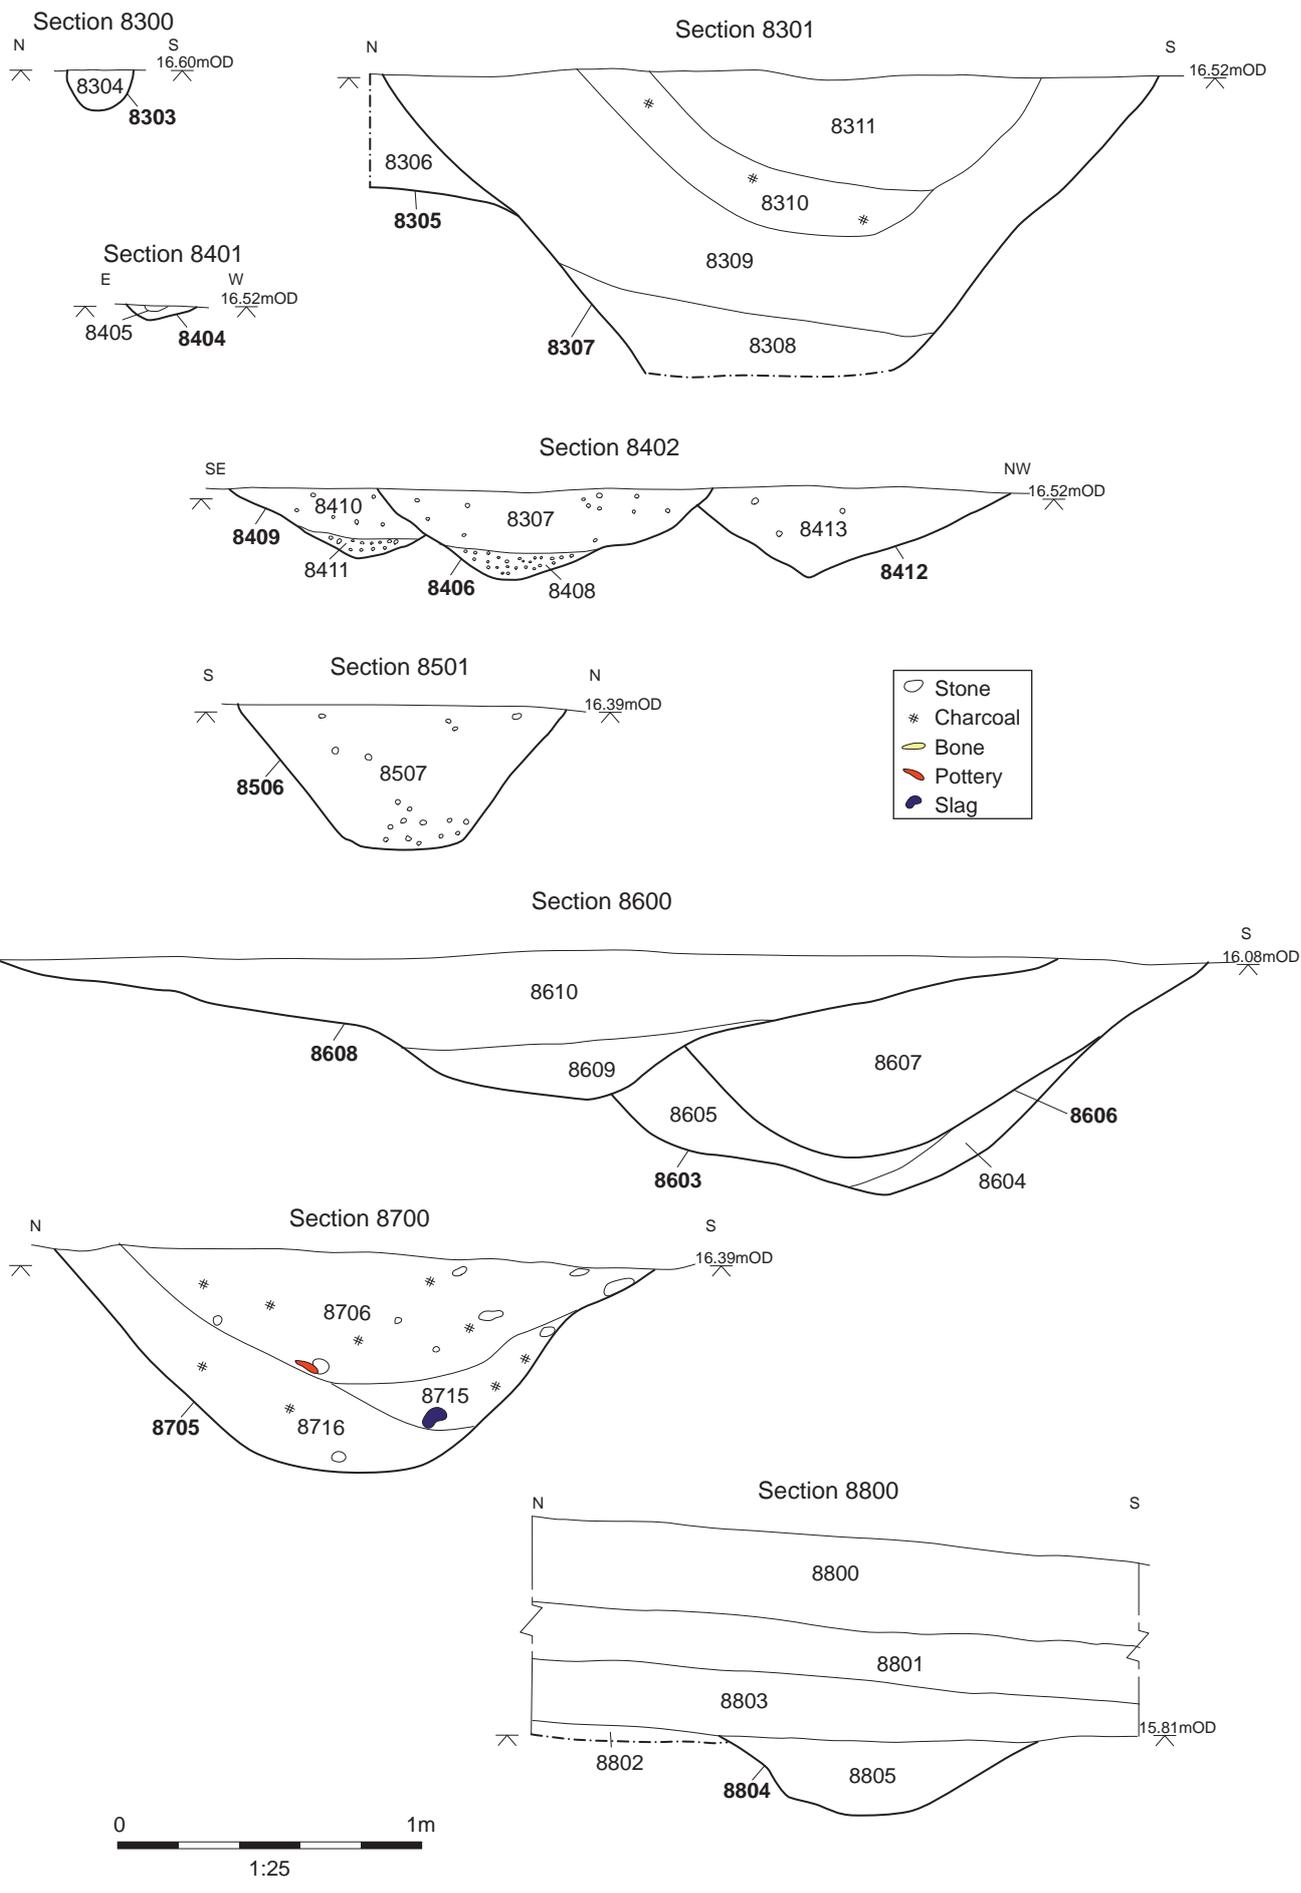 Section 8300
N S
16.60mOD
8304
8303
Section 8301
N S
16.52mOD
8311
8306
8310
8305
8309
8307
8308
Section 8401
E W
16.52mOD
8405
8404
Section 8402
SE NW
16.52mOD
8410
8307
8413
8409
8411
8406
8408
8412
Section 8501
S N
16.39mOD
8507
8506
Stone
Charcoal
Bone
Pottery
Slag
Section 8600
S
16.08mOD
8610
8608
8609
8607
8605
8606
8603
8604
Section 8700
N S
16.39mOD
8706
8715
8705
8716
Section 8800
N S
8800
8801
8803
15.81mOD
8802
8804
8805
0 1m
1:25